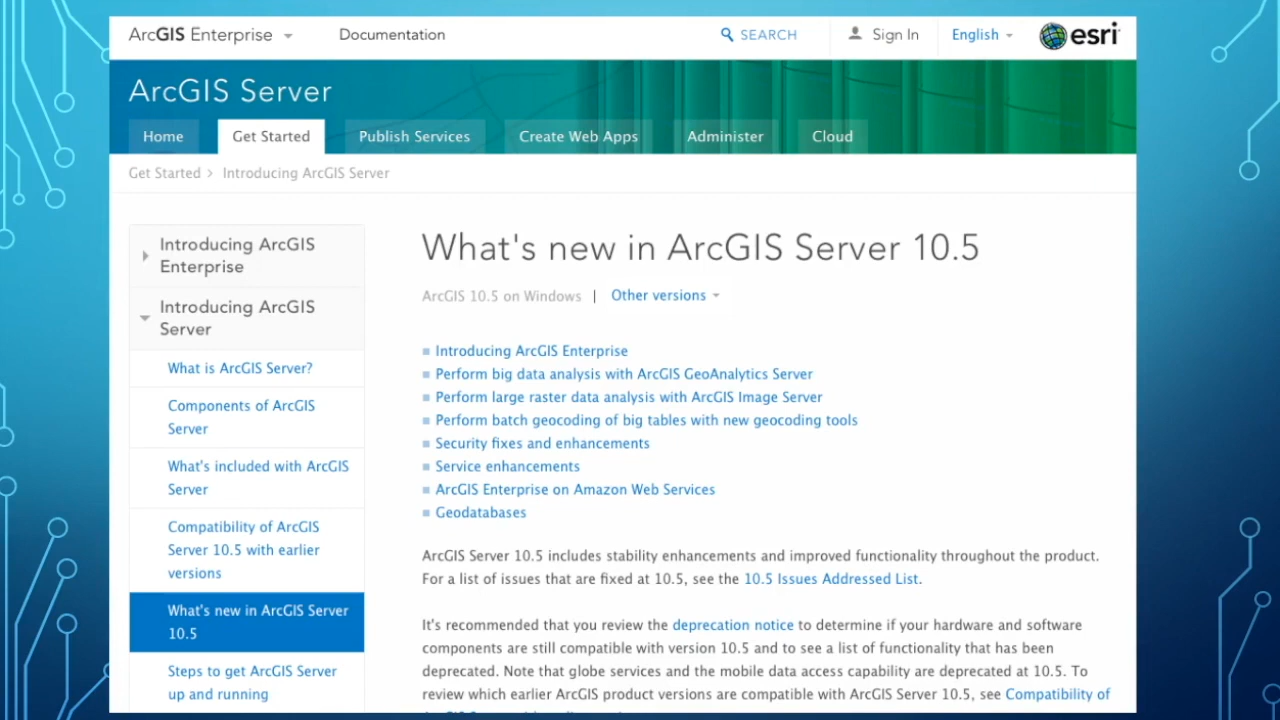 ArcGIS Enterprise
Documentation
SEARCH
Sign In
English
esri
ArcGIS Server
Home
Get Started
Publish Services
Create Web Apps
Administer
Cloud
Get Started > Introducing ArcGIS Server
Introducing ArcGIS
Enterprise
Introducing ArcGIS
Server
What is ArcGIS Server?
Components of ArcGIS
Server
What's included with ArcGIS
Server
Compatibility of ArcGIS
Server 10.5 with earlier
versions
What's new in ArcGIS Server
10.5
Steps to get ArcGIS Server
up and running
What's new in ArcGIS Server 10.5
ArcGIS 10.5 on Windows | Other versions
Introducing ArcGIS Enterprise
Perform big data analysis with ArcGIS GeoAnalytics Server
Perform large raster data analysis with ArcGIS Image Server
Perform batch geocoding of big tables with new geocoding tools
Security fixes and enhancements
Service enhancements
ArcGIS Enterprise on Amazon Web Services
Geodatabases
ArcGIS Server 10.5 includes stability enhancements and improved functionality throughout the product.
For a list of issues that are fixed at 10.5, see the 10.5 Issues Addressed List.
It's recommended that you review the deprecation notice to determine if your hardware and software
components are still compatible with version 10.5 and to see a list of functionality that has been
deprecated. Note that globe services and the mobile data access capability are deprecated at 10.5. To
review which earlier ArcGIS product versions are compatible with ArcGIS Server 10.5, see Compatibility of